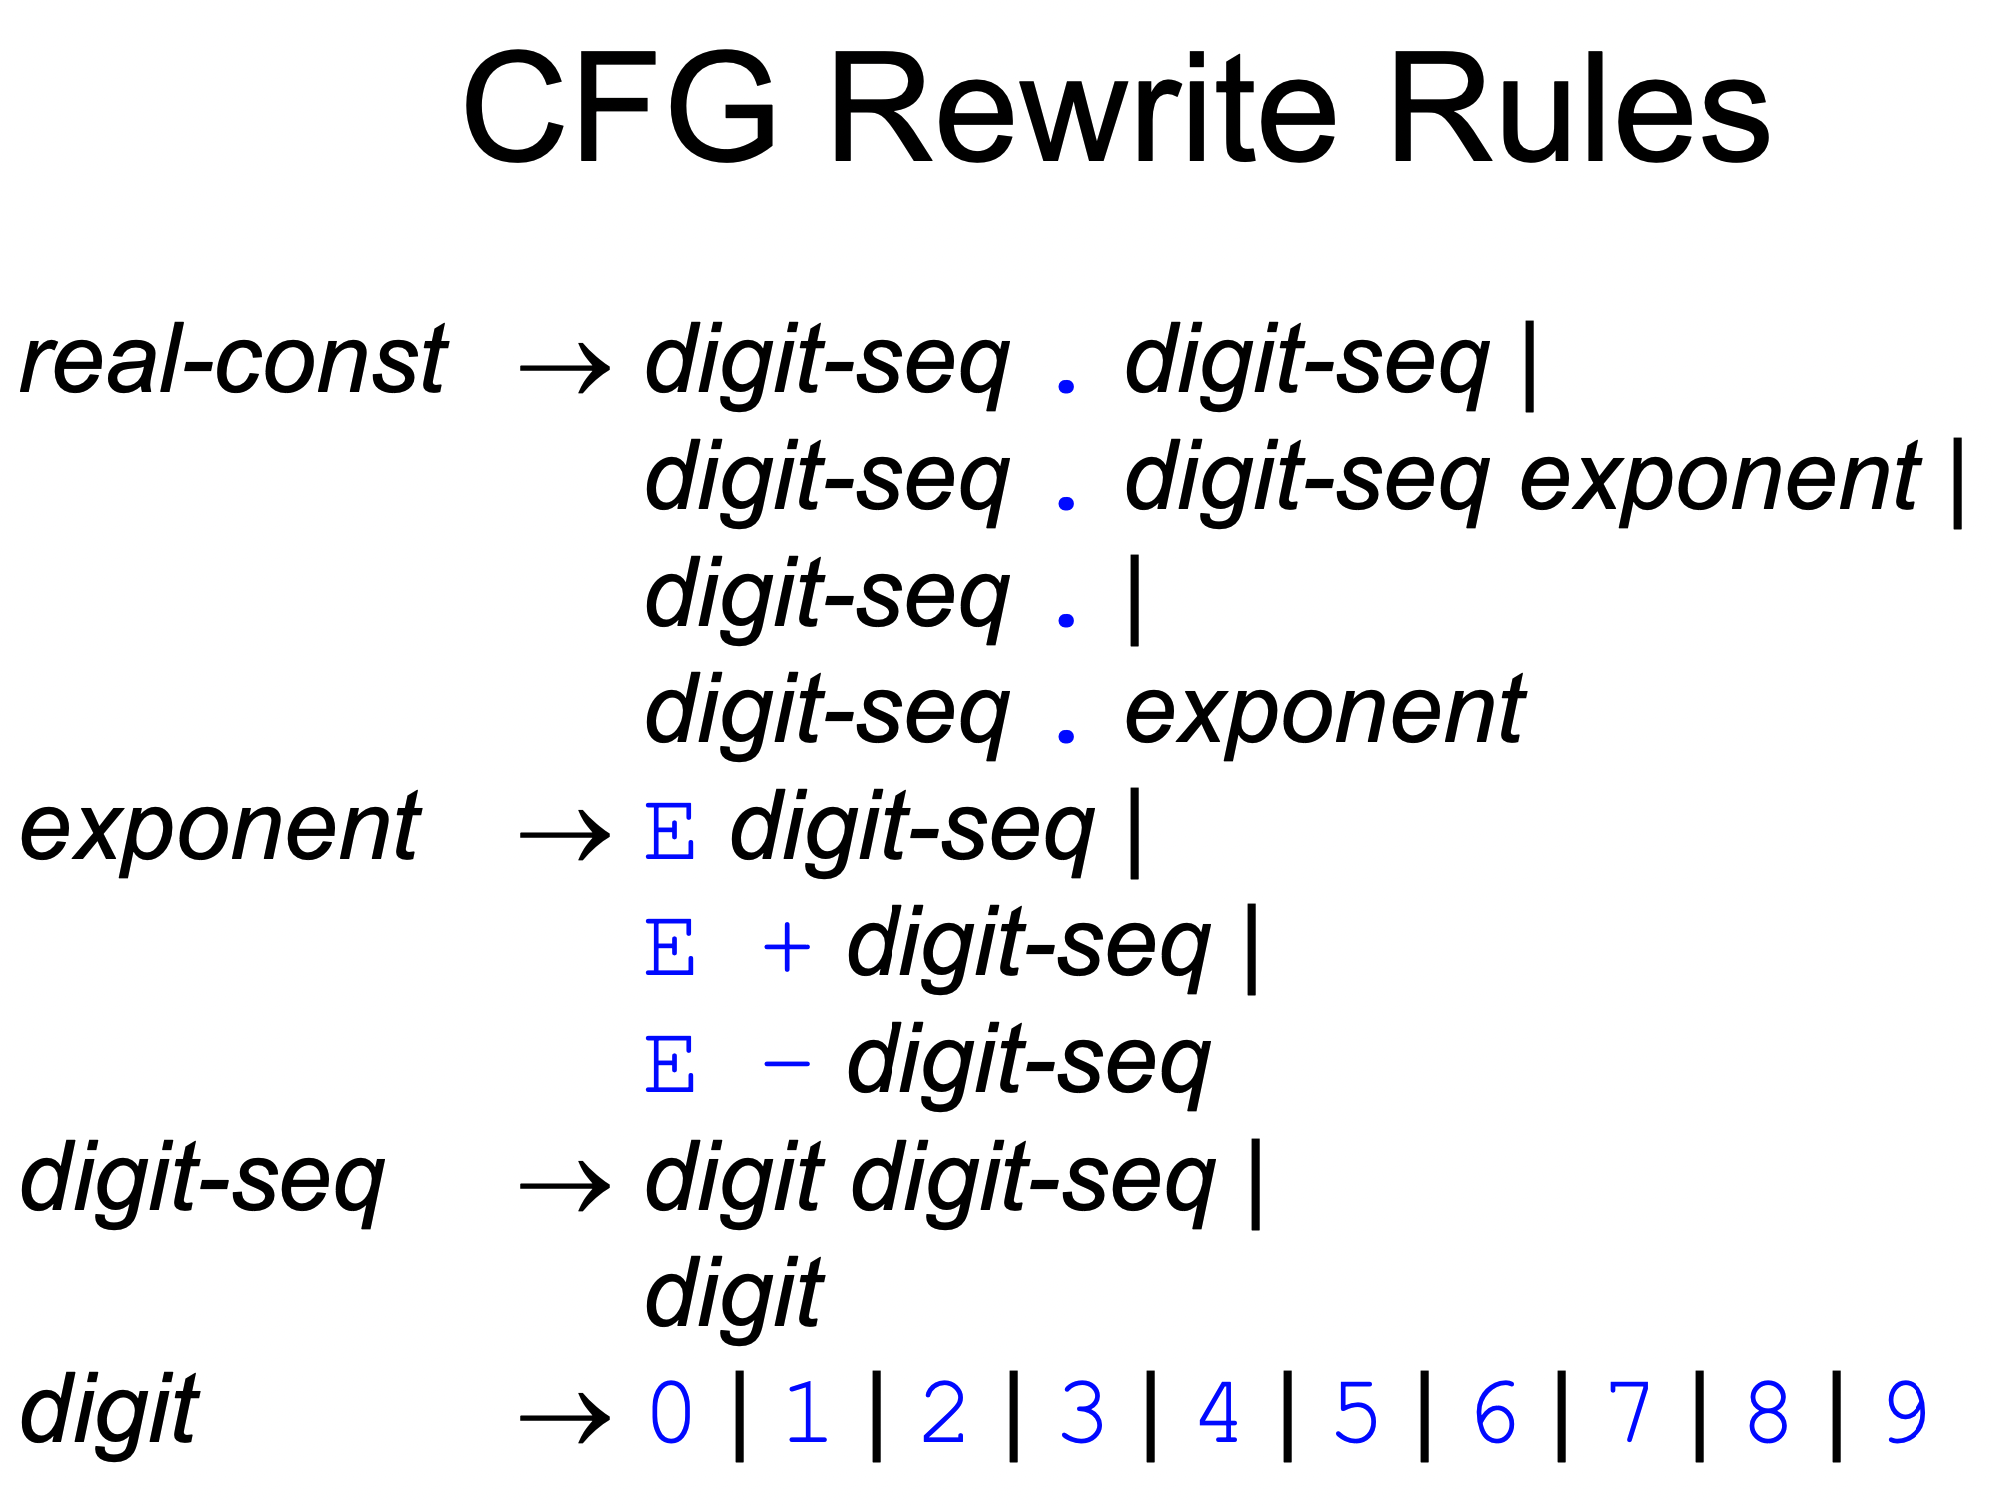 CFG Rewrite Rules
real-const → digit-seq . digit-seq |
digit-seq . digit-seq exponent |
digit-seq . |
digit-seq . exponent
exponent → E digit-seq |
E + digit-seq |
E - digit-seq
digit-seq → digit digit-seq |
digit
digit → 0 | 1 | 2 | 3 | 4 | 5 | 6 | 7 | 8 | 9